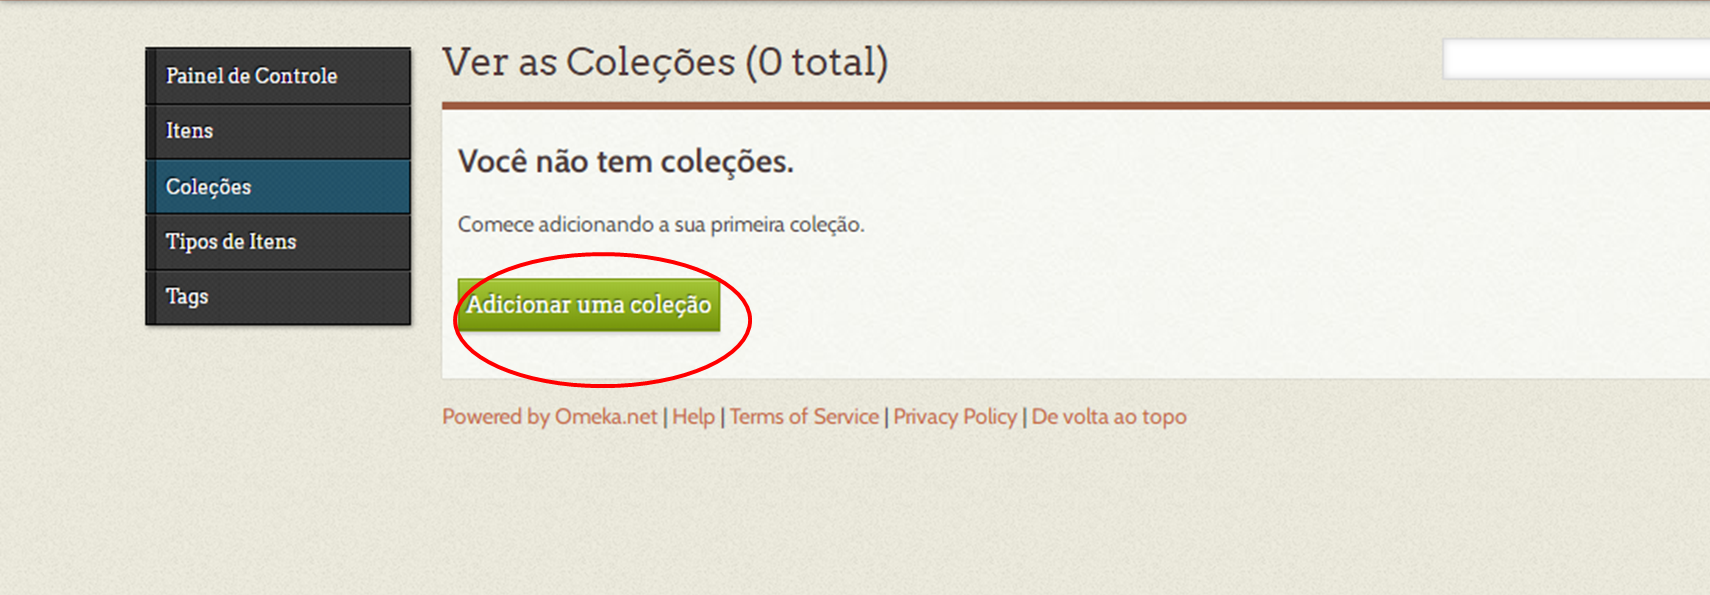 Painel de Controle
Itens
Coleções
Tipos de Itens
Tags
Ver as Coleções (0 total)
Você não tem coleções.
Comece adicionando a sua primeira coleção.
Adicionar uma coleção
Powered by Omeka.net | Help | Terms of Service | Privacy Policy | De volta ao topo